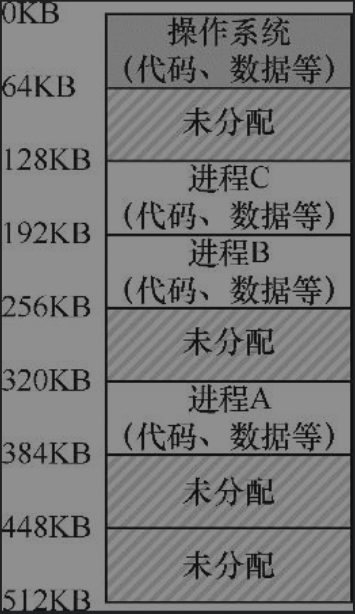 0KB
操作系统
(代码、数据等)
64KB
未分配
128KB
进程C
(代码、数据等)
192KB
进程B
(代码、数据等)
256KB
未分配
320KB
进程A
(代码、数据等)
384KB
未分配
448KB
未分配
512KB